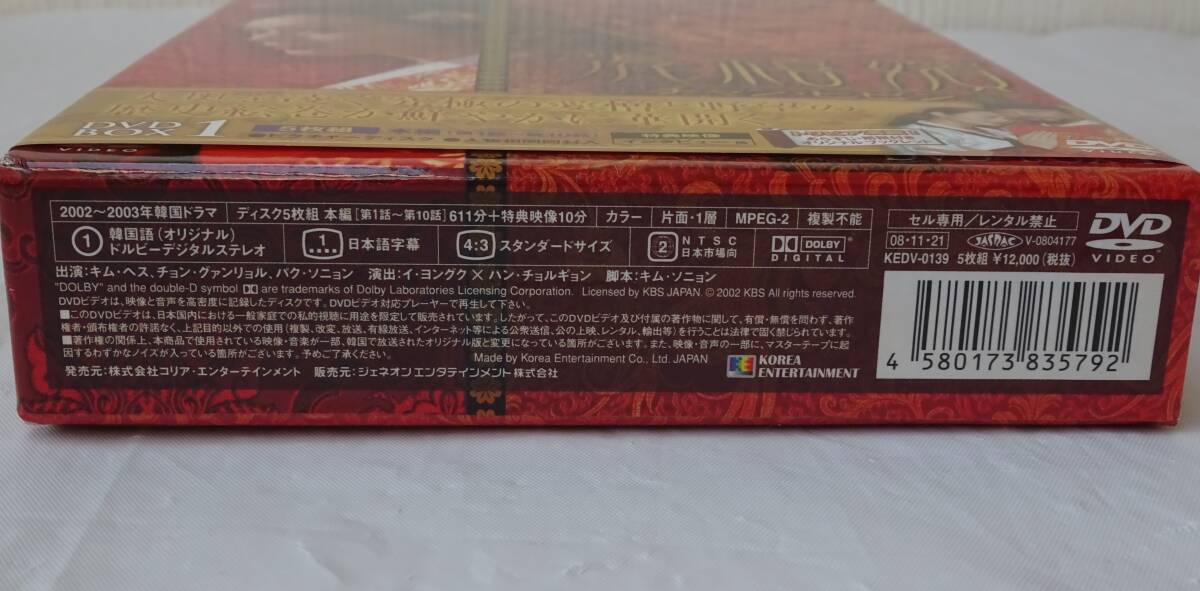 DVD
BOX 1
5枚組
特典映像
VIDEO
DVD
2002～2003年韓国ドラマ ディスク5枚組 本編[第1話～第10話] 611分＋特典映像10分 カラー 片面・1層 MPEG-2 複製不能
1 韓国語(オリジナル) ドルビーデジタルステレオ
1 日本語字幕
4:3 スタンダードサイズ
2 NTSC 日本市場向
DOLBY DIGITAL
出演：キム・ヘス、チョン・グァンリョル、パク・ソニョン 演出：イ・ヨングク×ハン・チョルギョン 脚本：キム・ソニョン
"DOLBY" and the double-D symbol are trademarks of Dolby Laboratories Licensing Corporation. Licensed by KBS JAPAN. © 2002 KBS All rights reserved.
DVDビデオは、映像と音声を高密度に記録したディスクです。DVDビデオ対応プレーヤーで再生して下さい。
■このDVDビデオは、日本国内における一般家庭での私的視聴に用途を限定して販売されています。したがって、このDVDビデオ及び付属の著作物に関して、有償・無償を問わず、著作
権者・頒布権者の許諾なく、上記目的以外での使用(複製、改変、放送、有線放送、インターネット等による公衆送信、公の上映、レンタル、輸出等)を行うことは法律で固く禁じられています。
■著作権の関係上、本商品で使用されている映像・音楽が一部、韓国で放送されたオリジナル版と変更になっている箇所がございます。また、映像・音声の一部に、マスターテープに起
因するわずかなノイズが入っている箇所がございます。予めご了承ください。
Made by Korea Entertainment Co., Ltd. JAPAN
KOREA
ENTERTAINMENT
発売元：株式会社コリア・エンターテインメント 販売元：ジェネオン エンタテインメント株式会社
セル専用／レンタル禁止
08・11・21 JASRAC V-0804177
KEDV-0139 5枚組 ¥12,000(税抜)
DVD
VIDEO
4 580173 835792